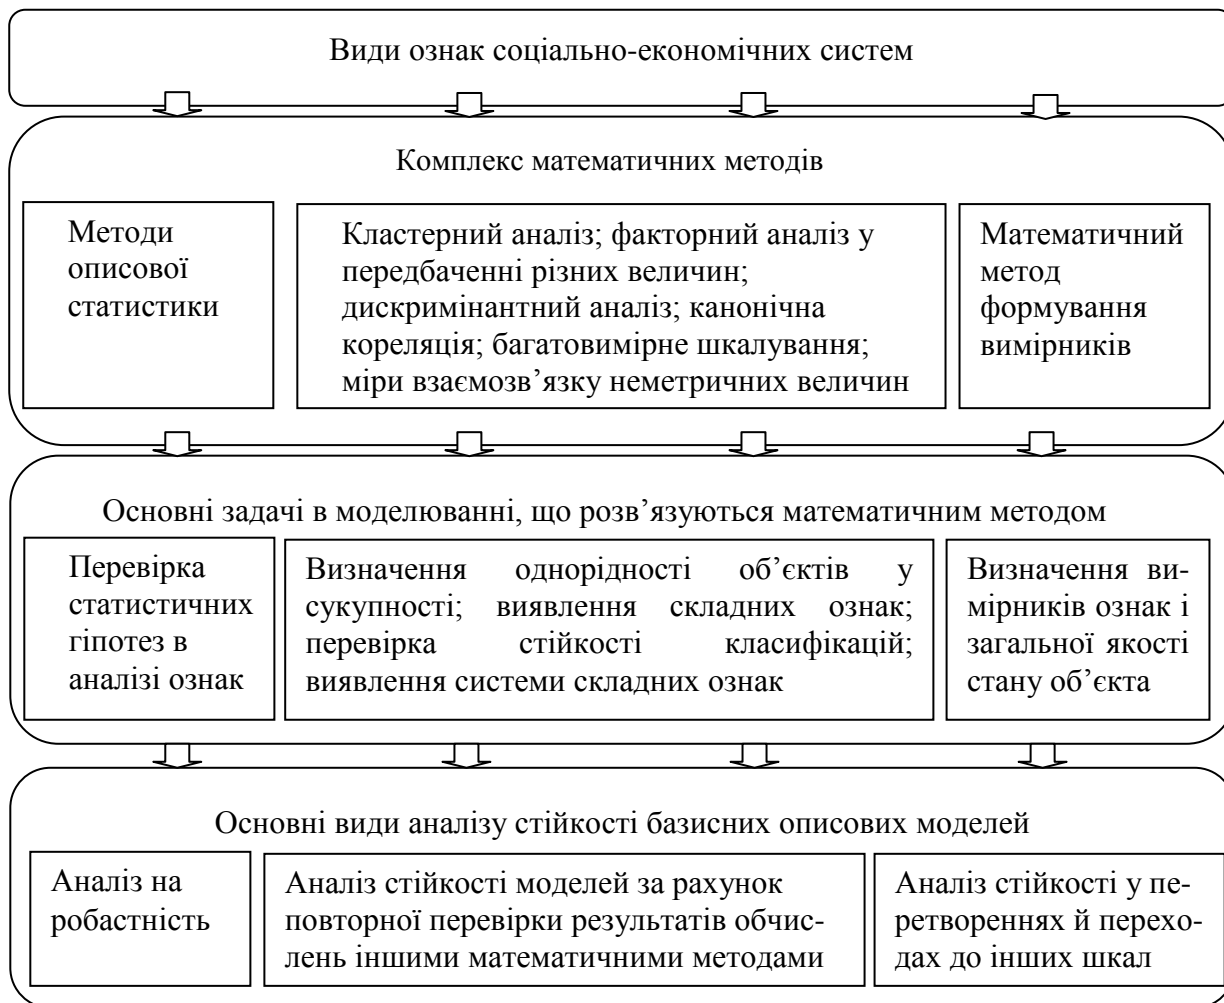 Види ознак соціально-економічних систем
Комплекс математичних методів
Методи
описової
статистики
Кластерний аналіз; факторний аналіз у
передбаченні різних величин;
дискримінантний аналіз; канонічна
кореляція; багатовимірне шкалування;
міри взаємозв’язку неметричних величин
Математичний
метод
формування
вимірників
Основні задачі в моделюванні, що розв’язуються математичним методом
Перевірка
статистичних
гіпотез в
аналізі ознак
Визначення однорідності об’єктів у
сукупності; виявлення складних ознак;
перевірка стійкості класифікацій;
виявлення системи складних ознак
Визначення ви-
мірників ознак і
загальної якості
стану об’єкта
Основні види аналізу стійкості базисних описових моделей
Аналіз на
робастність
Аналіз стійкості моделей за рахунок
повторної перевірки результатів обчис-
лень іншими математичними методами
Аналіз стійкості у пе-
ретвореннях й перехо-
дах до інших шкал